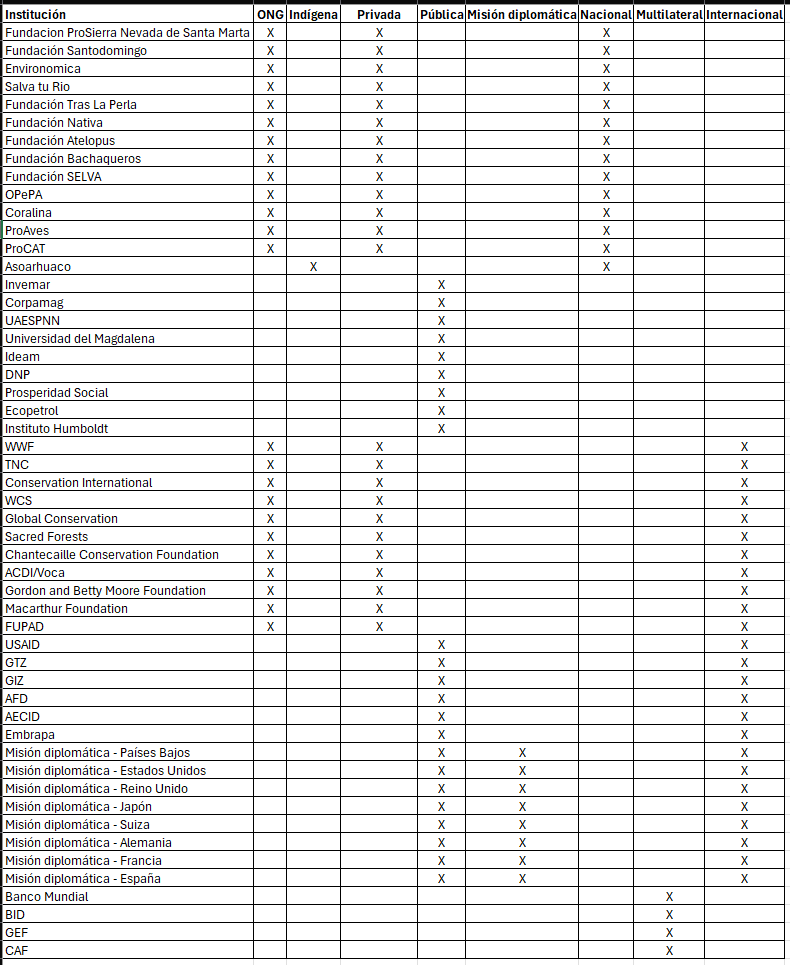 Institución ONG Indígena Privada Pública Misión diplomática Nacional Multilateral Internacional
Fundacion ProSierra Nevada de Santa Marta X X X
Fundación Santodomingo X X X
Environomica X X X
Salva tu Rio X X X
Fundación Tras La Perla X X X
Fundación Nativa X X X
Fundación Atelopus X X X
Fundación Bachaqueros X X X
Fundación SELVA X X X
OPePA X X X
Coralina X X X
ProAves X X X
ProCAT X X X
Asoarhuaco X X
Invemar X
Corpamag X
UAESPNN X
Universidad del Magdalena X
Ideam X
DNP X
Prosperidad Social X
Ecopetrol X
Instituto Humboldt X
WWF X X X
TNC X X X
Conservation International X X X
WCS X X X
Global Conservation X X X
Sacred Forests X X X
Chantecaille Conservation Foundation X X X
ACDI/Voca X X X
Gordon and Betty Moore Foundation X X X
Macarthur Foundation X X X
FUPAD X X X
USAID X X
GTZ X X
GIZ X X
AFD X X
AECID X X
Embrapa X X
Misión diplomática - Países Bajos X X X
Misión diplomática - Estados Unidos X X X
Misión diplomática - Reino Unido X X X
Misión diplomática - Japón X X X
Misión diplomática - Suiza X X X
Misión diplomática - Alemania X X X
Misión diplomática - Francia X X X
Misión diplomática - España X X X
Banco Mundial X
BID X
GEF X
CAF X